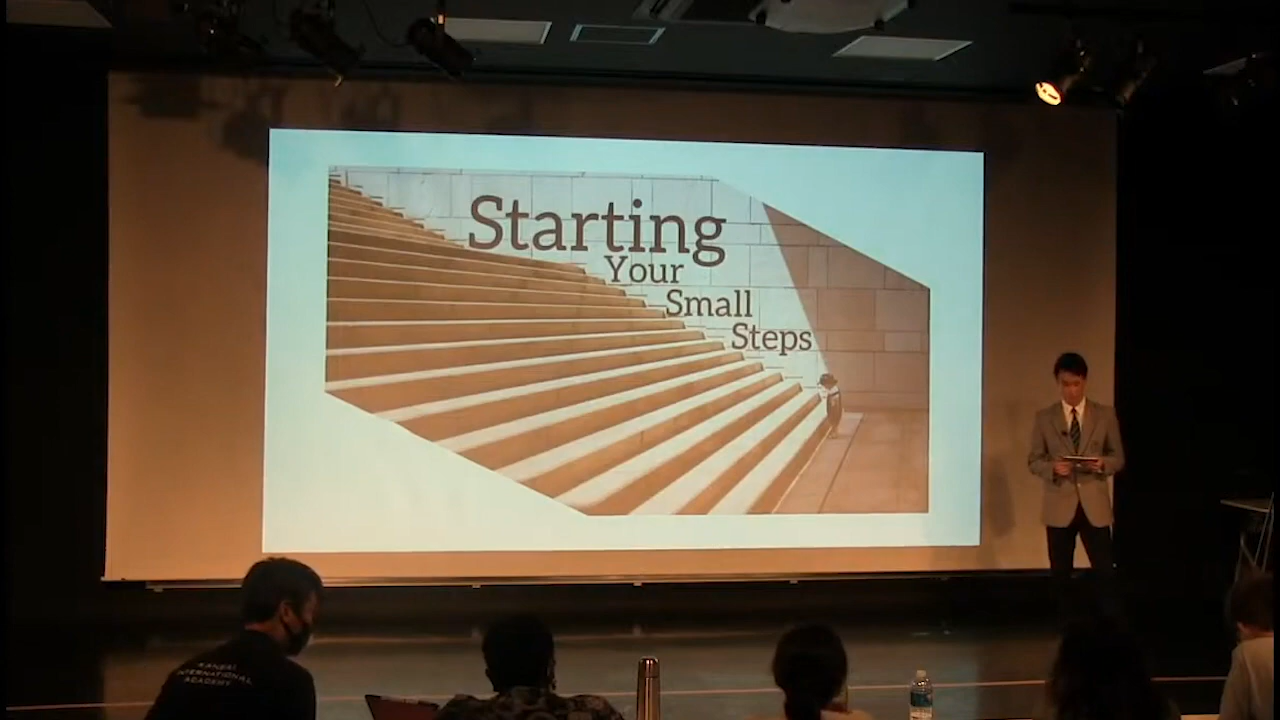 Starting
Your
Small
Steps
KANSAI
INTERNATIONAL
ACADEMY